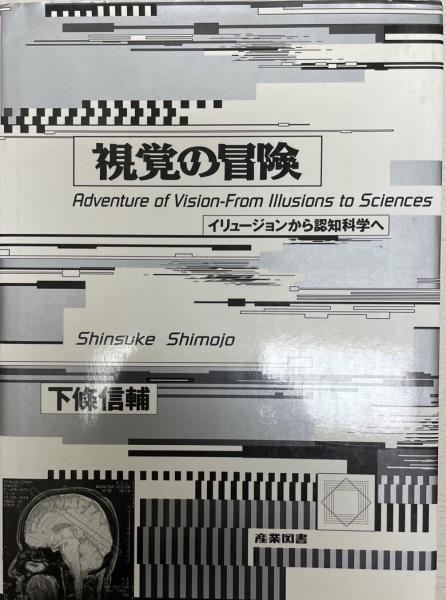 視覚の冒険
Adventure of Vision-From Illusions to Sciences
イリュージョンから認知科学へ
Shinsuke Shimojo
下條信輔
産業図書